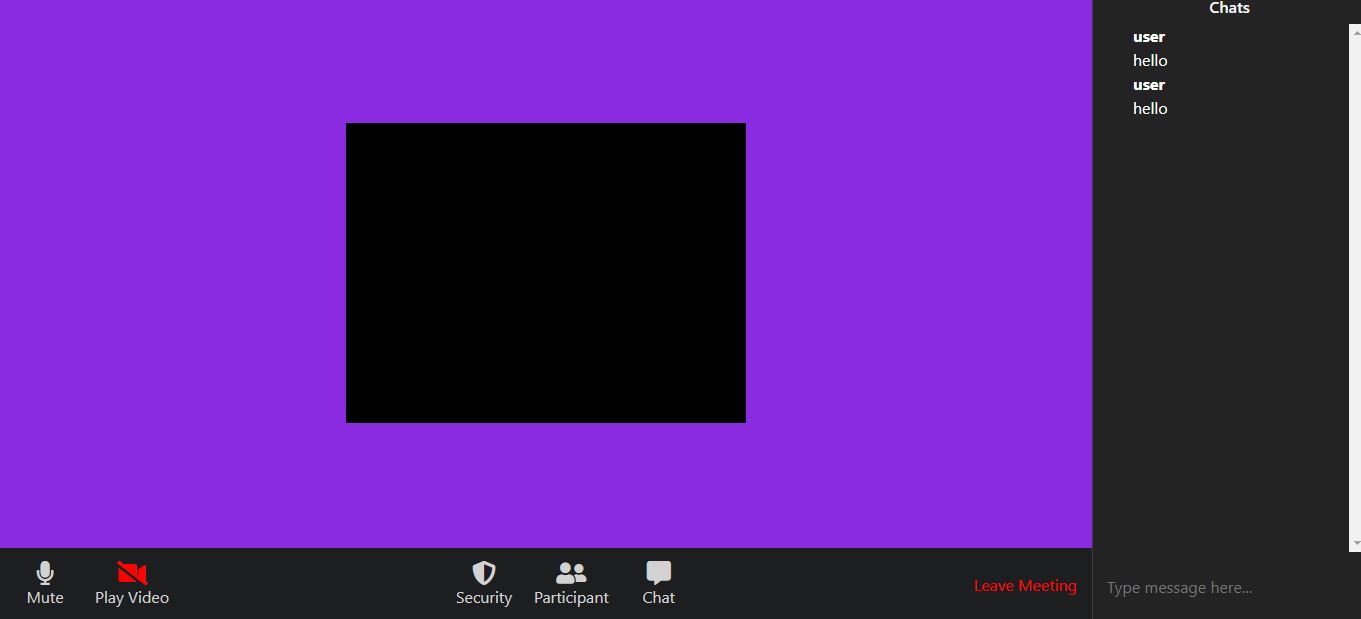 Chats
user
hello
user
hello
Mute
Play Video
Security
Participant
Chat
Leave Meeting
Type message here...